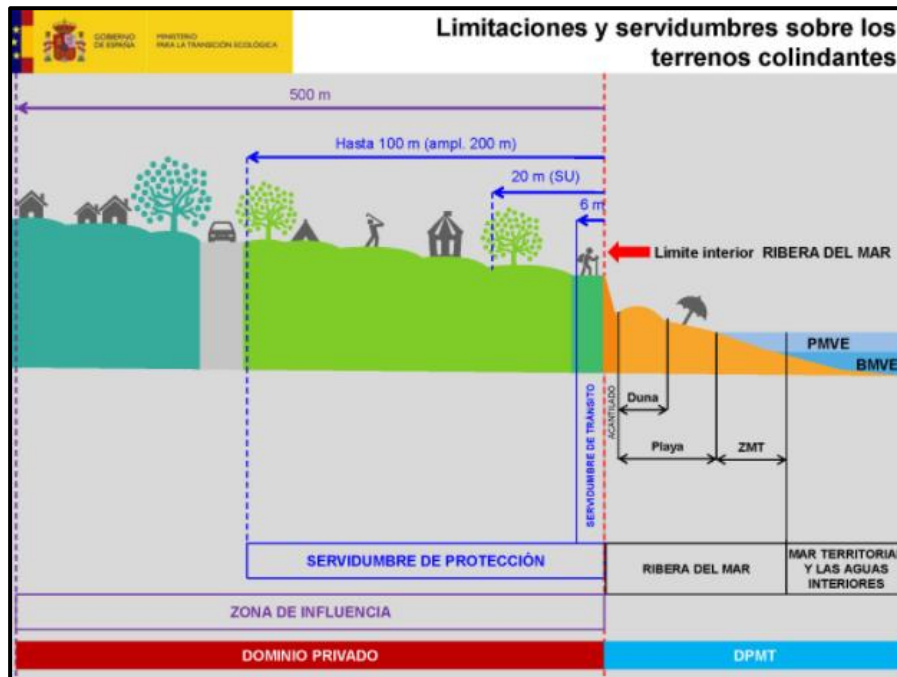 GOBIERNO
DE ESPAÑA
MINISTERIO
PARA LA TRANSICIÓN ECOLÓGICA
Limitaciones y servidumbres sobre los
terrenos colindantes
500 m
Hasta 100 m (ampl. 200 m)
20 m (SU)
6 m
Limite interior RIBERA DEL MAR
PMVE
BMVE
ACANTILADO
Duna
Playa
ZMT
SERVIDUMBRE DE TRÁNSITO
SERVIDUMBRE DE PROTECCIÓN
RIBERA DEL MAR
MAR TERRITORIA
Y LAS AGUAS
INTERIORES
ZONA DE INFLUENCIA
DOMINIO PRIVADO
DPMT